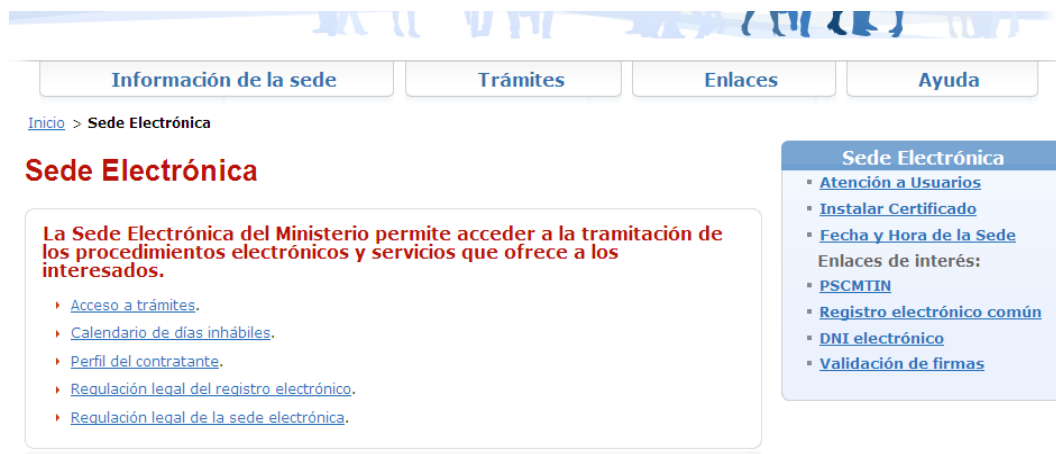 Información de la sede
Trámites
Enlaces
Ayuda
Inicio > Sede Electrónica
Sede Electrónica
La Sede Electrónica del Ministerio permite acceder a la tramitación de
los procedimientos electrónicos y servicios que ofrece a los
interesados.
Acceso a trámites.
Calendario de días inhábiles.
Perfil del contratante.
Regulación legal del registro electrónico.
Regulación legal de la sede electrónica.
Sede Electrónica
Atención a Usuarios
Instalar Certificado
Fecha y Hora de la Sede
Enlaces de interés:
PSCMTIN
Registro electrónico común
DNI electrónico
Validación de firmas